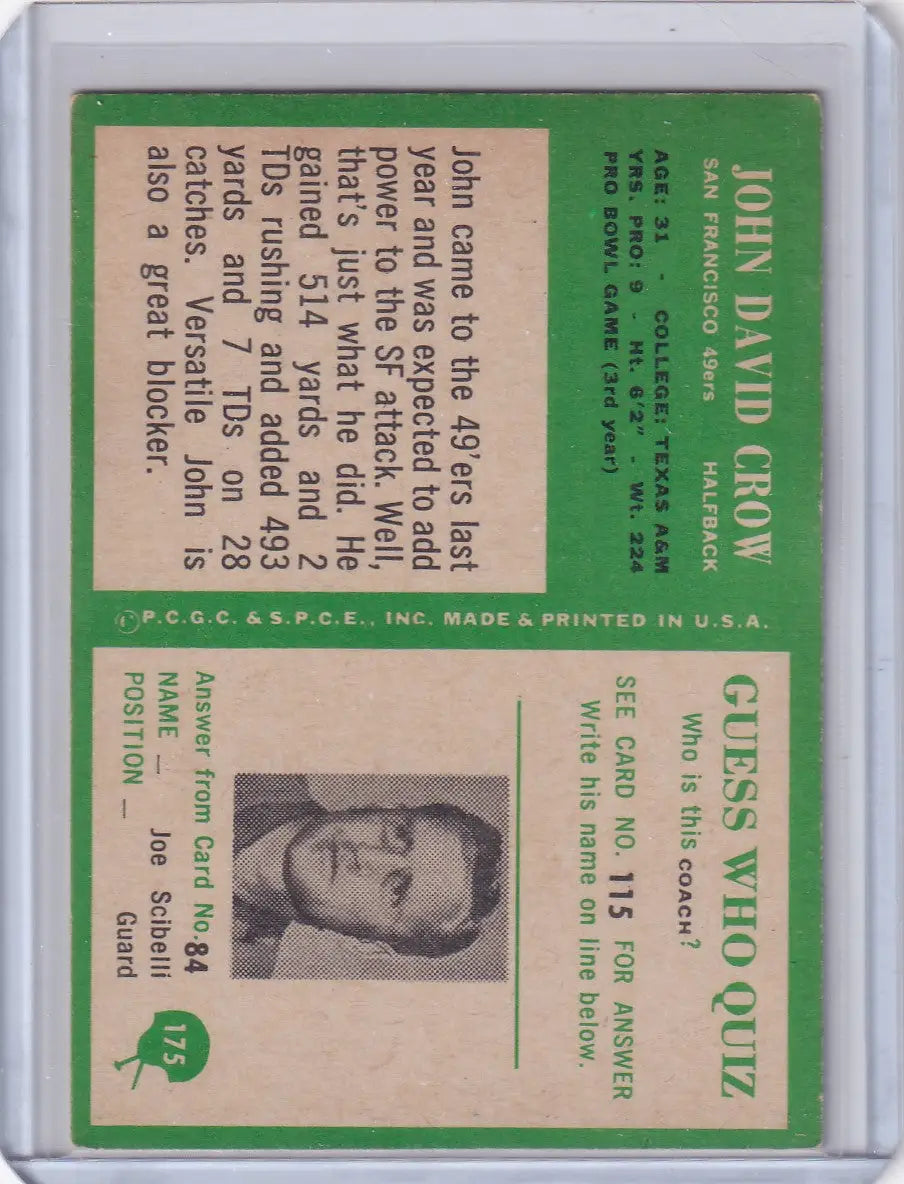 JOHN DAVID CROW
SAN FRANCISCO 49ers HALFBACK
AGE: 31 - COLLEGE: TEXAS A&M
YRS. PRO: 9 - Ht. 6'2" - Wt. 224
PRO BOWL GAME (3rd year)
John came to the 49'ers last
year and was expected to add
power to the SF attack. Well,
that's just what he did. He
gained 514 yards and 2
TDs rushing and added 493
yards and 7 TDs on 28
catches. Versatile John is
also a great blocker.
©P.C.G.C. & S.P.C.E., INC. MADE & PRINTED IN U.S.A.
GUESS WHO QUIZ
Who is this COACH?
SEE CARD NO. 115 FOR ANSWER
Write his name on line below.
Answer from Card No. 84
NAME — Joe Scibelli
POSITION — Guard
175